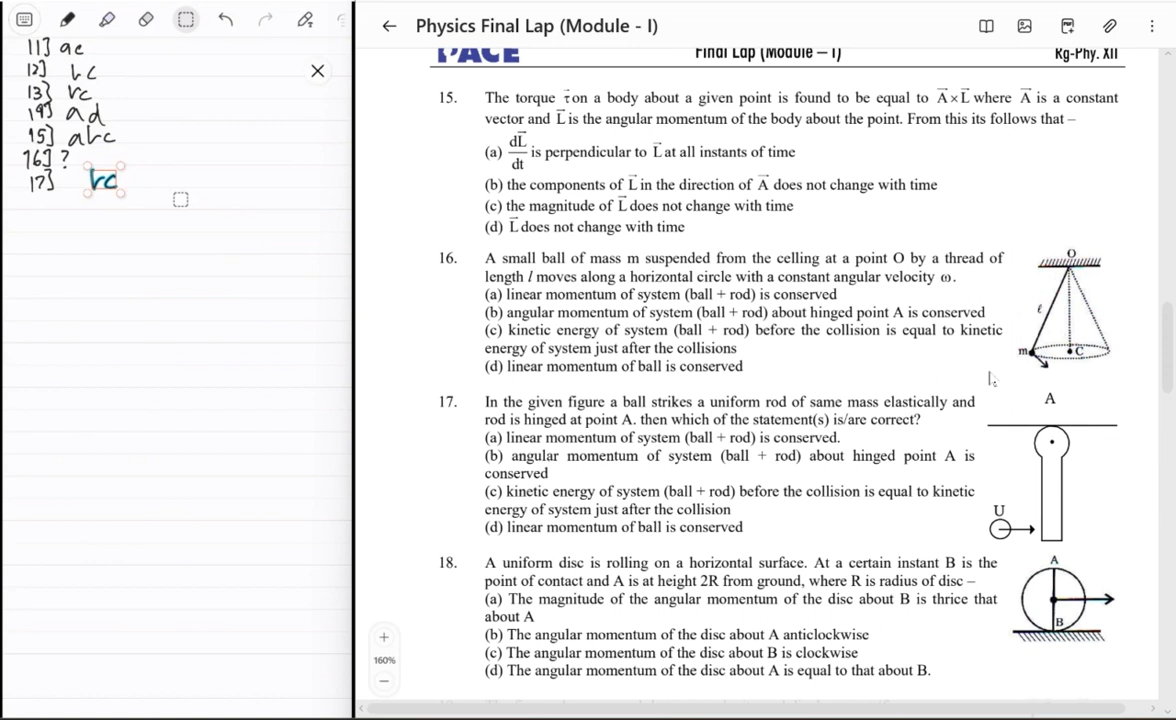 11] ac
12] bc
13] bc
14] ad
15] abc
16] ?
17] bc
← Physics Final Lap (Module - I)
PACE Final Lap (Module – I) Rg-Phy. XII
15. The torque τ⃗ on a body about a given point is found to be equal to A⃗×L⃗ where A⃗ is a constant
vector and L⃗ is the angular momentum of the body about the point. From this its follows that –
(a) dL⃗/dt is perpendicular to L⃗ at all instants of time
(b) the components of L⃗ in the direction of A⃗ does not change with time
(c) the magnitude of L⃗ does not change with time
(d) L⃗ does not change with time
16. A small ball of mass m suspended from the celling at a point O by a thread of
length l moves along a horizontal circle with a constant angular velocity ω.
(a) linear momentum of system (ball + rod) is conserved
(b) angular momentum of system (ball + rod) about hinged point A is conserved
(c) kinetic energy of system (ball + rod) before the collision is equal to kinetic
energy of system just after the collisions
(d) linear momentum of ball is conserved
O
ℓ
m
C
17. In the given figure a ball strikes a uniform rod of same mass elastically and
rod is hinged at point A. then which of the statement(s) is/are correct?
(a) linear momentum of system (ball + rod) is conserved.
(b) angular momentum of system (ball + rod) about hinged point A is
conserved
(c) kinetic energy of system (ball + rod) before the collision is equal to kinetic
energy of system just after the collision
(d) linear momentum of ball is conserved
A
U
18. A uniform disc is rolling on a horizontal surface. At a certain instant B is the
point of contact and A is at height 2R from ground, where R is radius of disc –
(a) The magnitude of the angular momentum of the disc about B is thrice that
about A
(b) The angular momentum of the disc about A anticlockwise
(c) The angular momentum of the disc about B is clockwise
(d) The angular momentum of the disc about A is equal to that about B.
A
B
+
160%
−